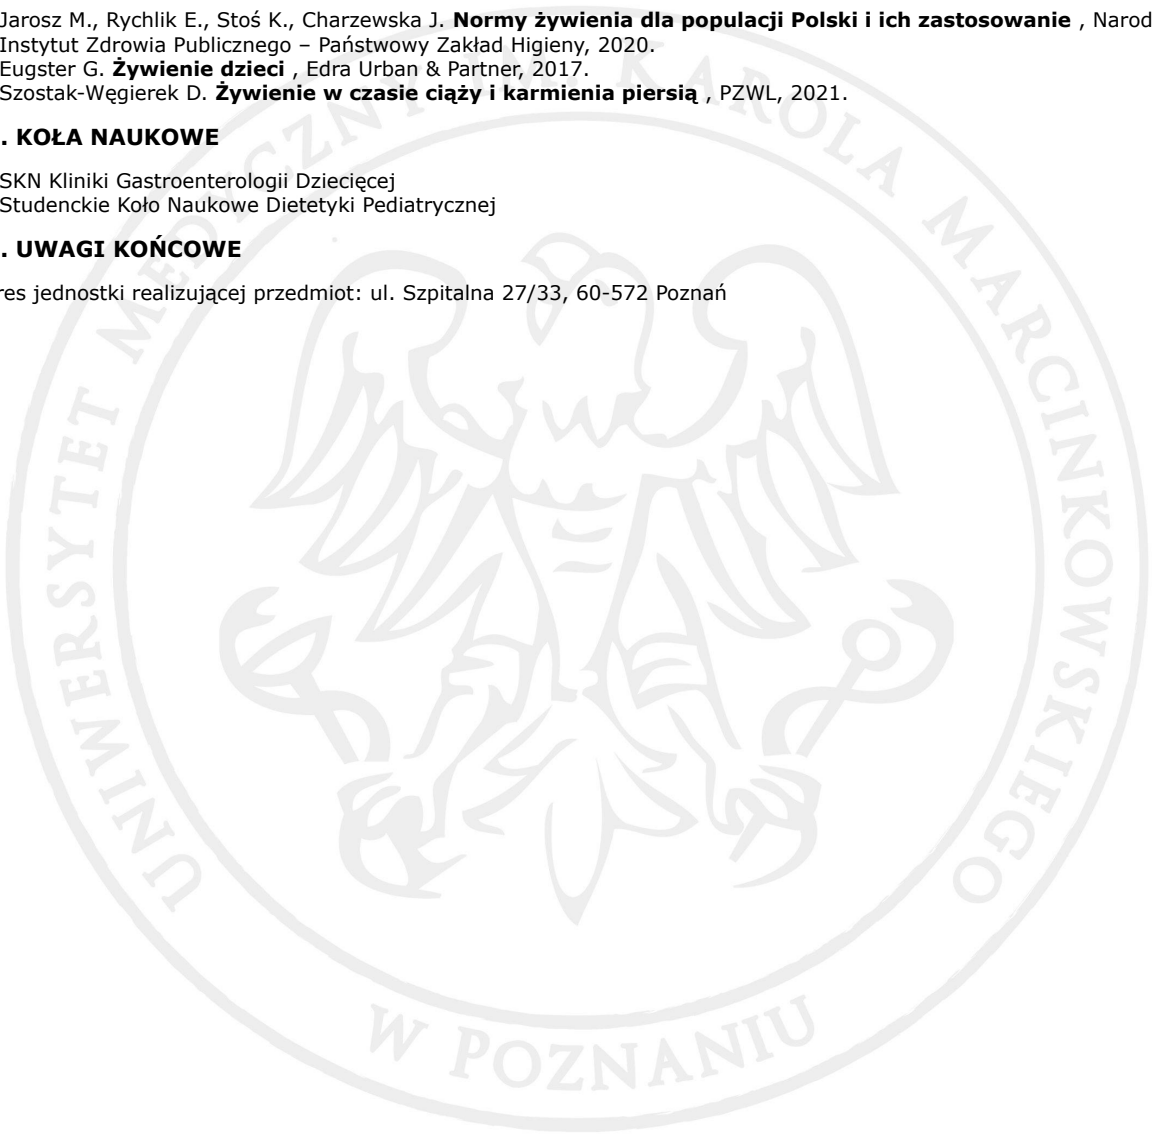 Jarosz M., Rychlik E., Stoś K., Charzewska J. Normy żywienia dla populacji Polski i ich zastosowanie , Narod
Instytut Zdrowia Publicznego – Państwowy Zakład Higieny, 2020.
Eugster G. Żywienie dzieci , Edra Urban & Partner, 2017.
Szostak-Węgierek D. Żywienie w czasie ciąży i karmienia piersią , PZWL, 2021.
. KOŁA NAUKOWE
SKN Kliniki Gastroenterologii Dziecięcej
Studenckie Koło Naukowe Dietetyki Pediatrycznej
. UWAGI KOŃCOWE
res jednostki realizującej przedmiot: ul. Szpitalna 27/33, 60-572 Poznań
UNIWERSYTET MEDYCZNY IM. KAROLA MARCINKOWSKIEGO
W POZNANIU